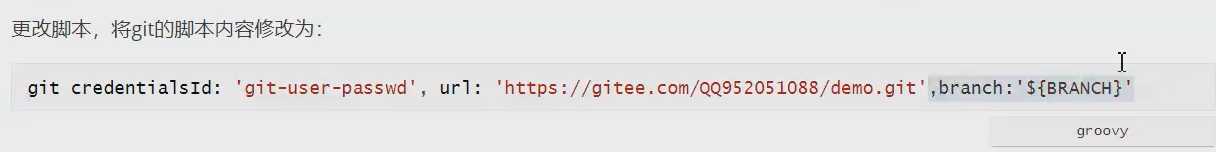 更改脚本，将git的脚本内容修改为：
git credentialsId: 'git-user-passwd', url: 'https://gitee.com/QQ952051088/demo.git',branch:'${BRANCH}'
groovy